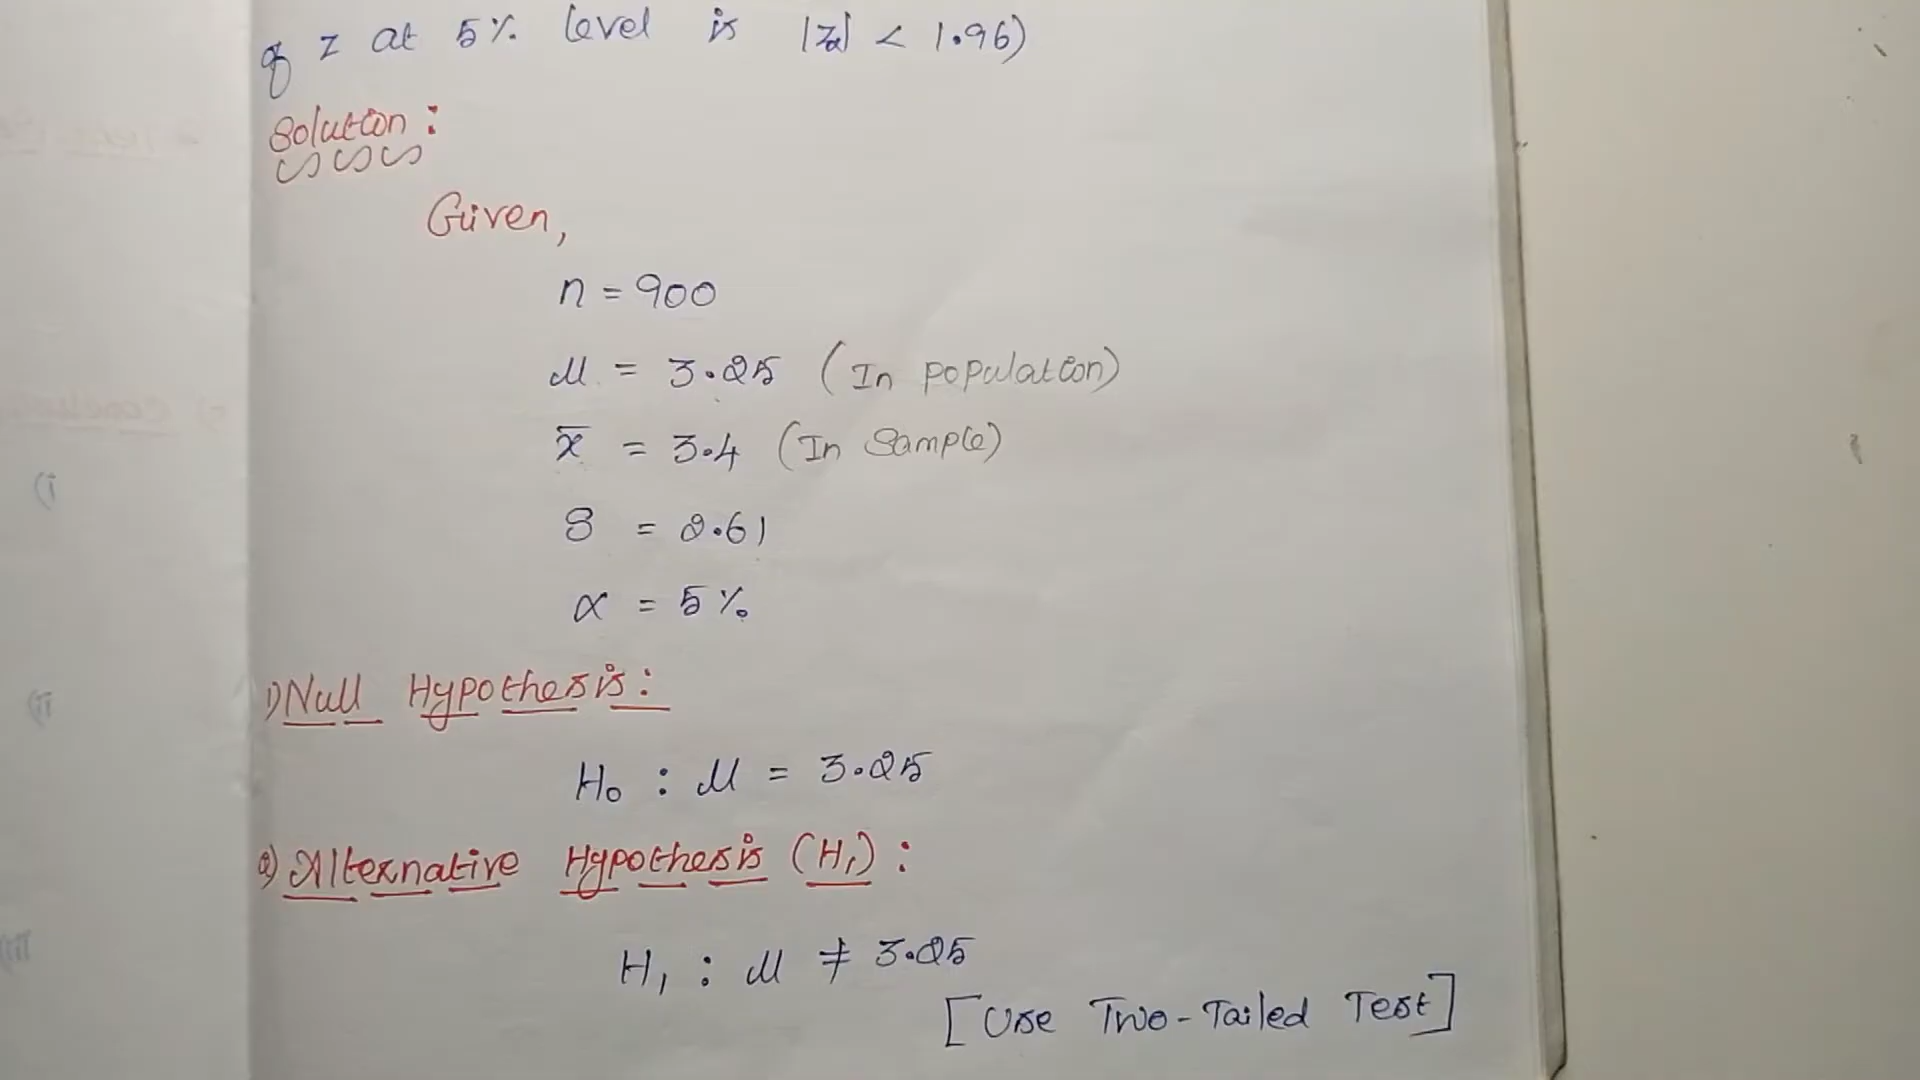 of z at 5% level is |zα| < 1.96)
Solution:
Given,
n = 900
μ = 3.25 (In population)
x̄ = 3.4 (In Sample)
S = 2.61
α = 5%
1) Null Hypothesis:
H₀ : μ = 3.25
2) Alternative Hypothesis (H₁) :
H₁ : μ ≠ 3.25
[Use Two-Tailed Test]